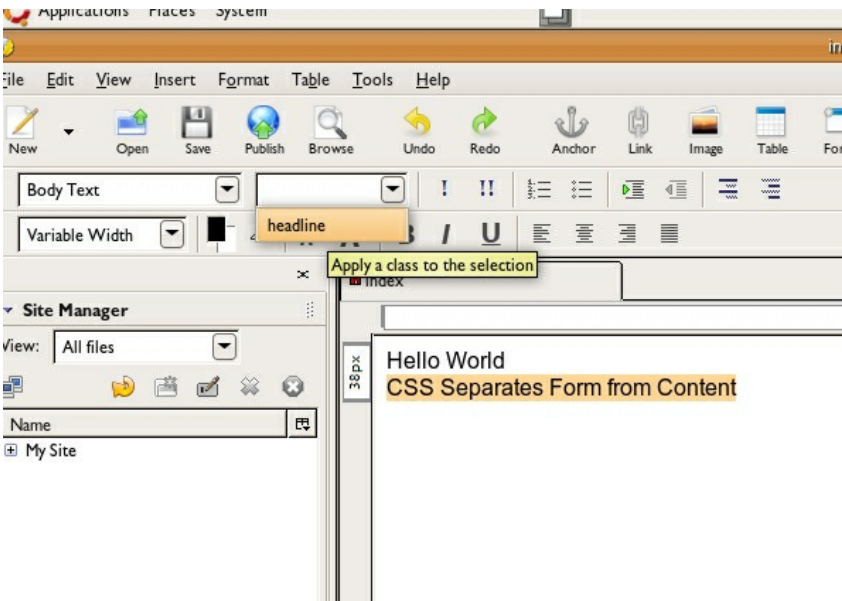 Applications Places System
File Edit View Insert Format Table Tools Help
New Open Save Publish Browse Undo Redo Anchor Link Image Table
Body Text ! !!
headline
Variable Width B I U
Apply a class to the selection
index
Site Manager
View: All files
38px
Hello World
CSS Separates Form from Content
Name
My Site